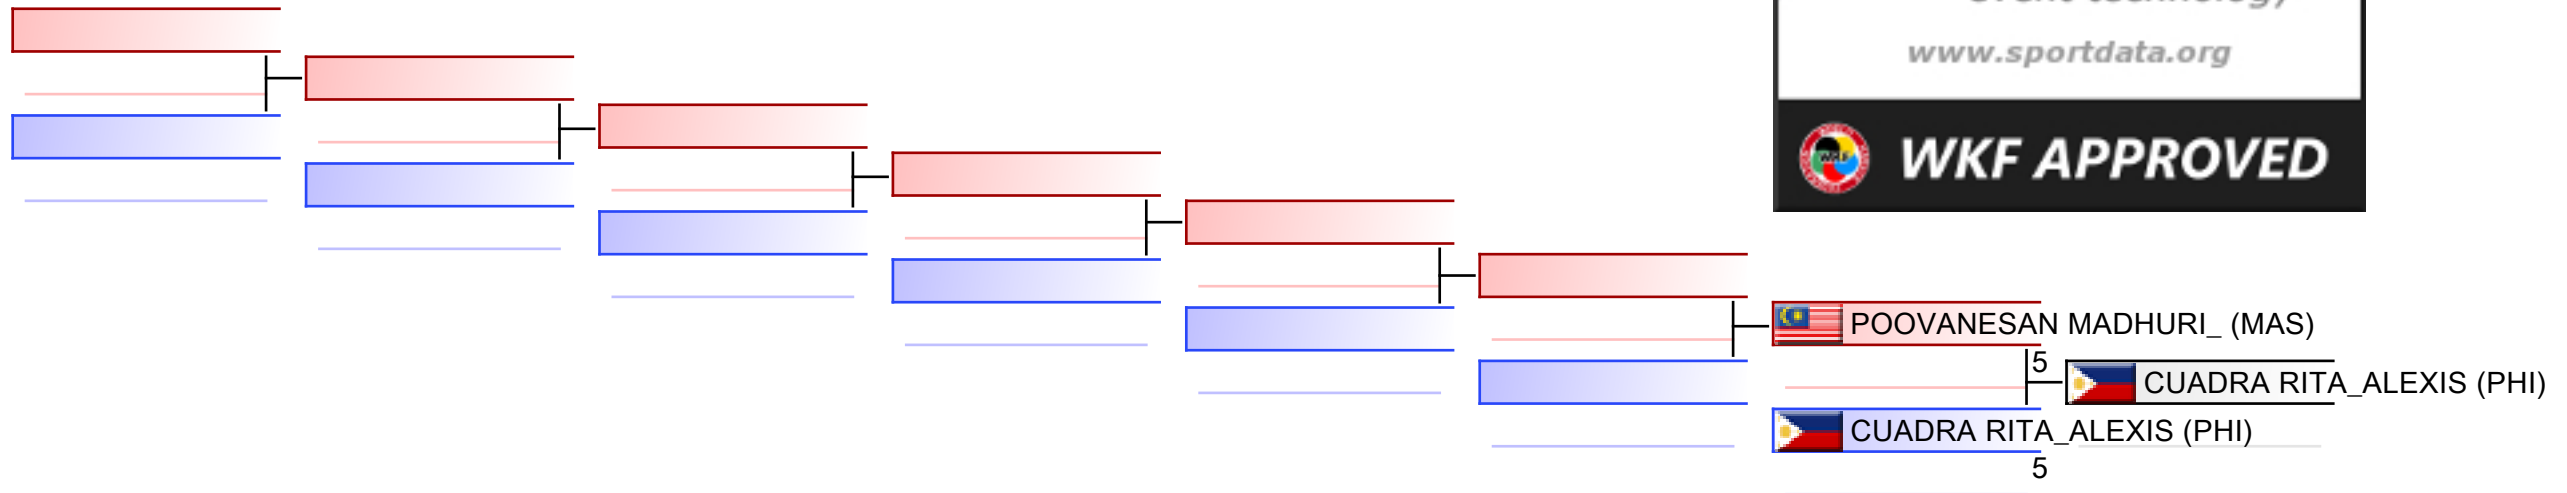 www.sportdata.org
WKF APPROVED
POOVANESAN MADHURI_ (MAS)
5
CUADRA RITA_ALEXIS (PHI)
CUADRA RITA_ALEXIS (PHI)
5